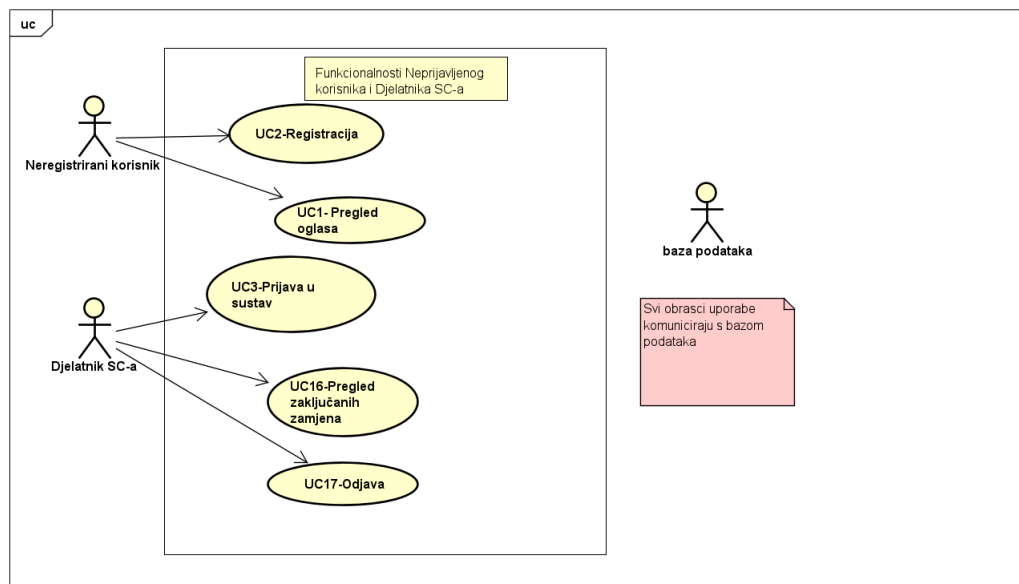 uc
Funkcionalnosti Neprijavljenog
korisnika i Djelatnika SC-a
UC2-Registracija
Neregistrirani korisnik
UC1- Pregled
oglasa
baza podataka
UC3-Prijava u
sustav
Svi obrasci uporabe
komuniciraju s bazom
podataka
Djelatnik SC-a
UC16-Pregled
zaključanih
zamjena
UC17-Odjava